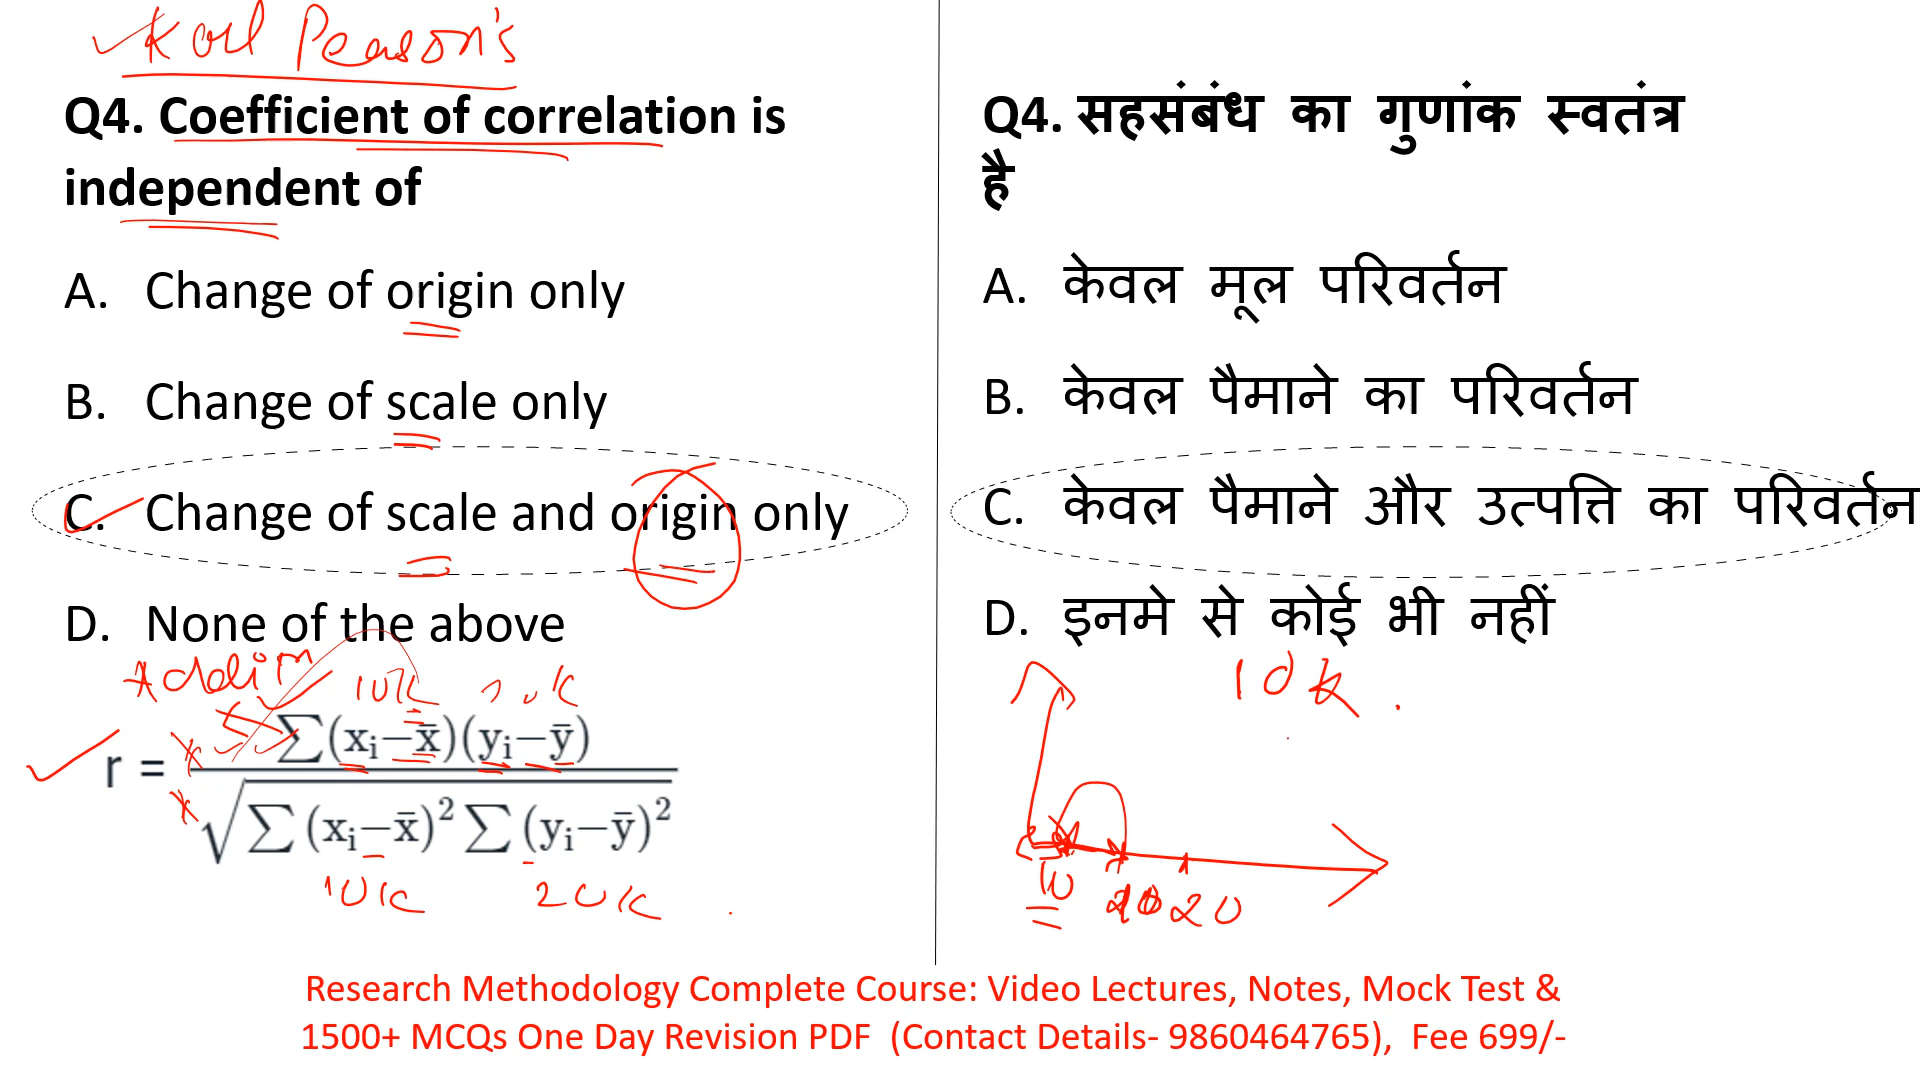 Karl Pearson's
Q4. Coefficient of correlation is
independent of
A. Change of origin only
B. Change of scale only
C. Change of scale and origin only
D. None of the above
10K 20K
r = ∑(xᵢ−x̄)(yᵢ−ȳ) / √∑(xᵢ−x̄)² ∑(yᵢ−ȳ)²
10K 20K
Q4. सहसंबंध का गुणांक स्वतंत्र
है
A. केवल मूल परिवर्तन
B. केवल पैमाने का परिवर्तन
C. केवल पैमाने और उत्पत्ति का परिवर्तन
D. इनमे से कोई भी नहीं
10k
10 20
Research Methodology Complete Course: Video Lectures, Notes, Mock Test &
1500+ MCQs One Day Revision PDF (Contact Details- 9860464765), Fee 699/-